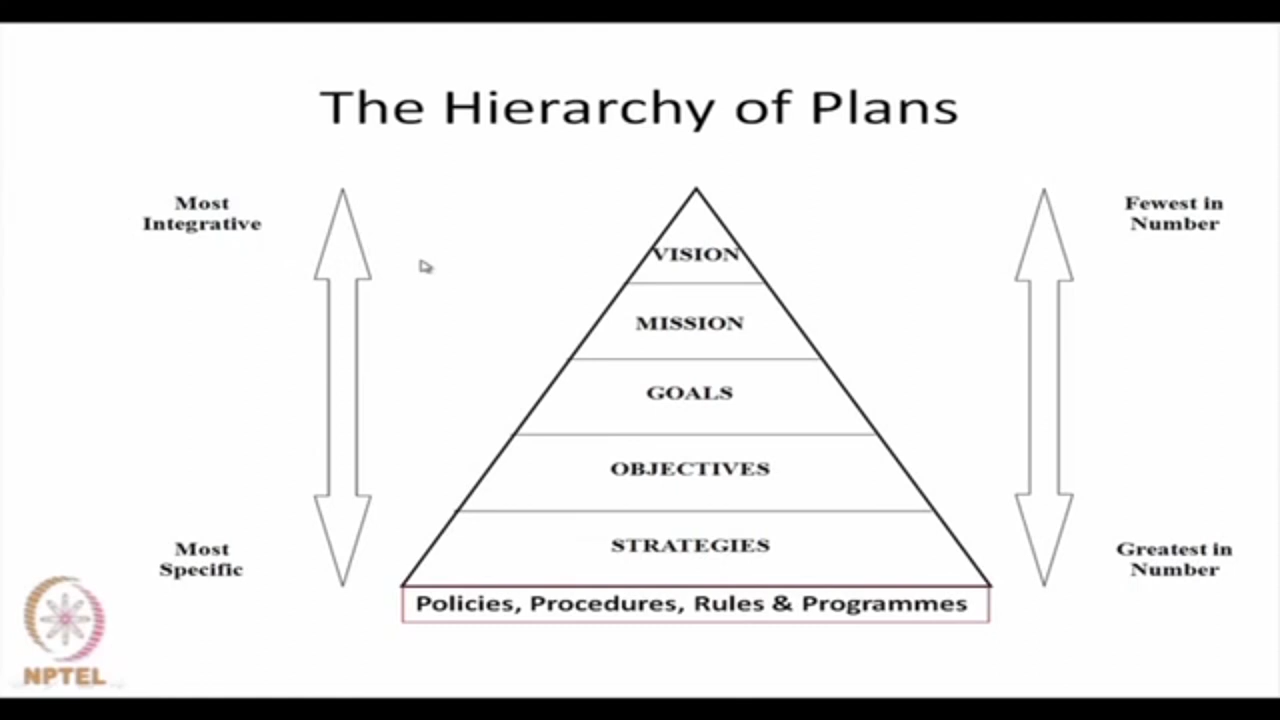 The Hierarchy of Plans
Most
Integrative
Fewest in
Number
VISION
MISSION
GOALS
OBJECTIVES
STRATEGIES
Most
Specific
Greatest in
Number
Policies, Procedures, Rules & Programmes
NPTEL